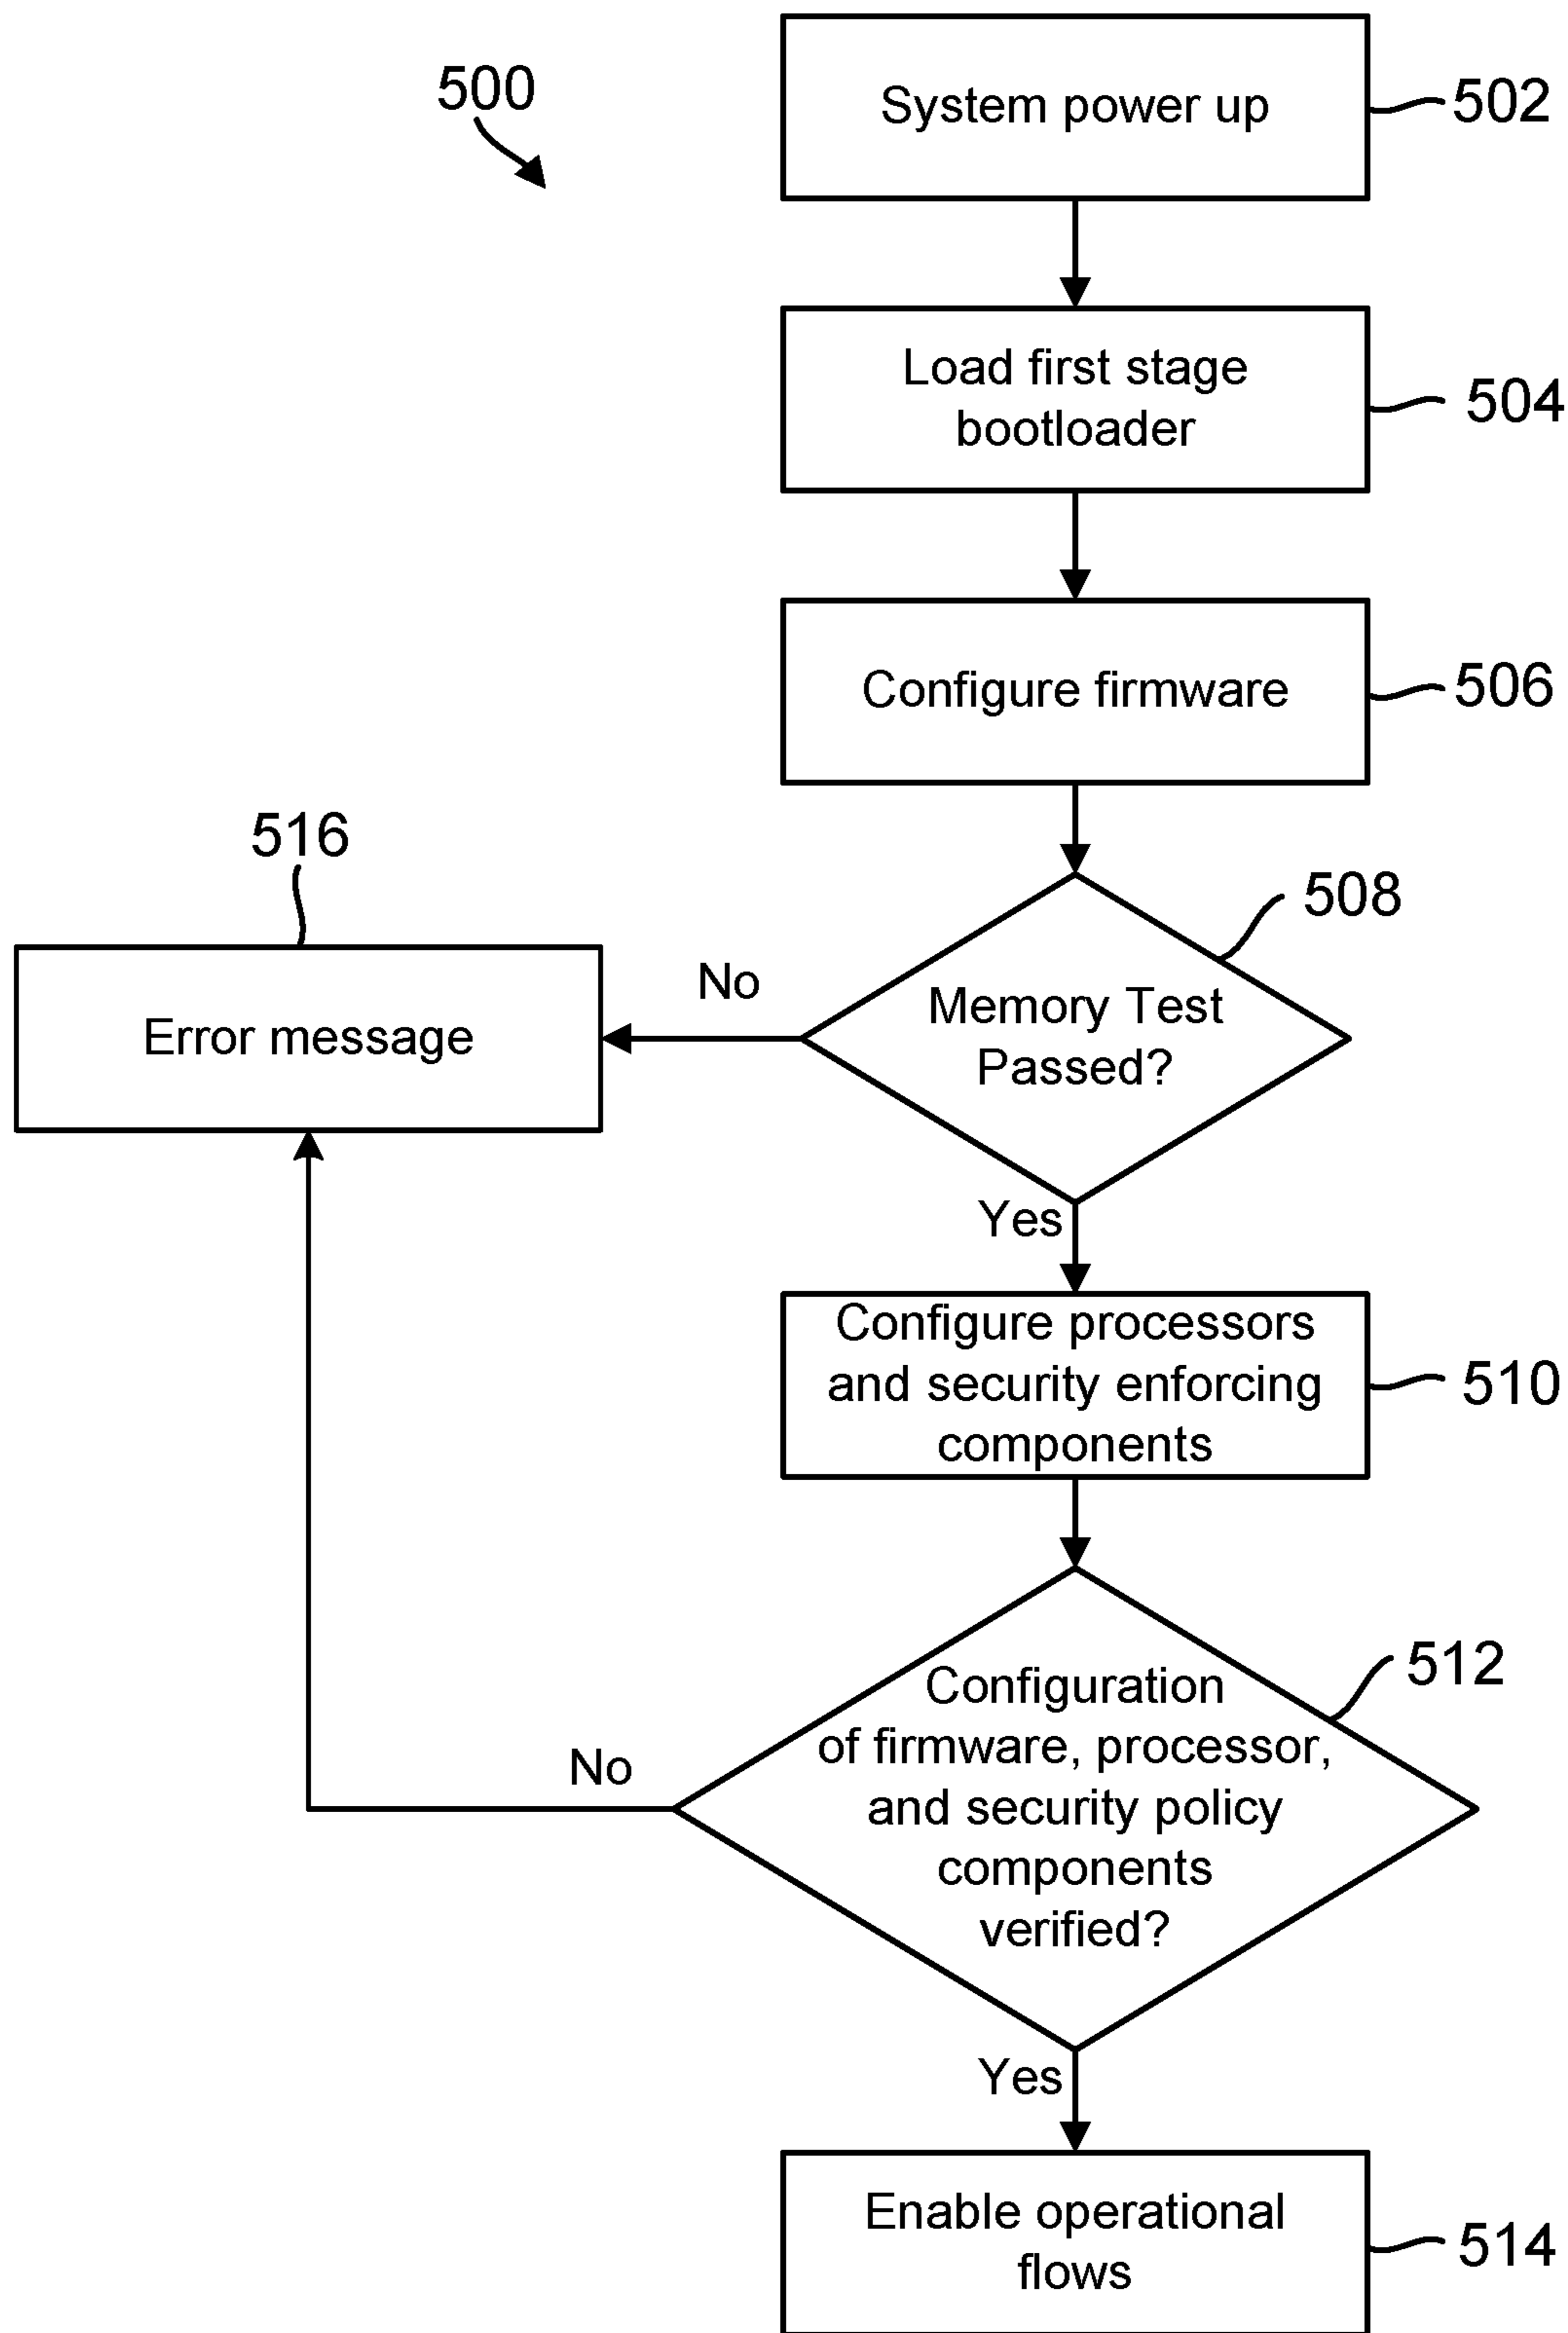 500
System power up
502
Load first stage
bootloader
504
Configure firmware
506
516
508
Error message
No
Memory Test
Passed?
Yes
Configure processors
and security enforcing
components
510
512
Configuration
of firmware, processor,
and security policy
components
verified?
No
Yes
Enable operational
flows
514